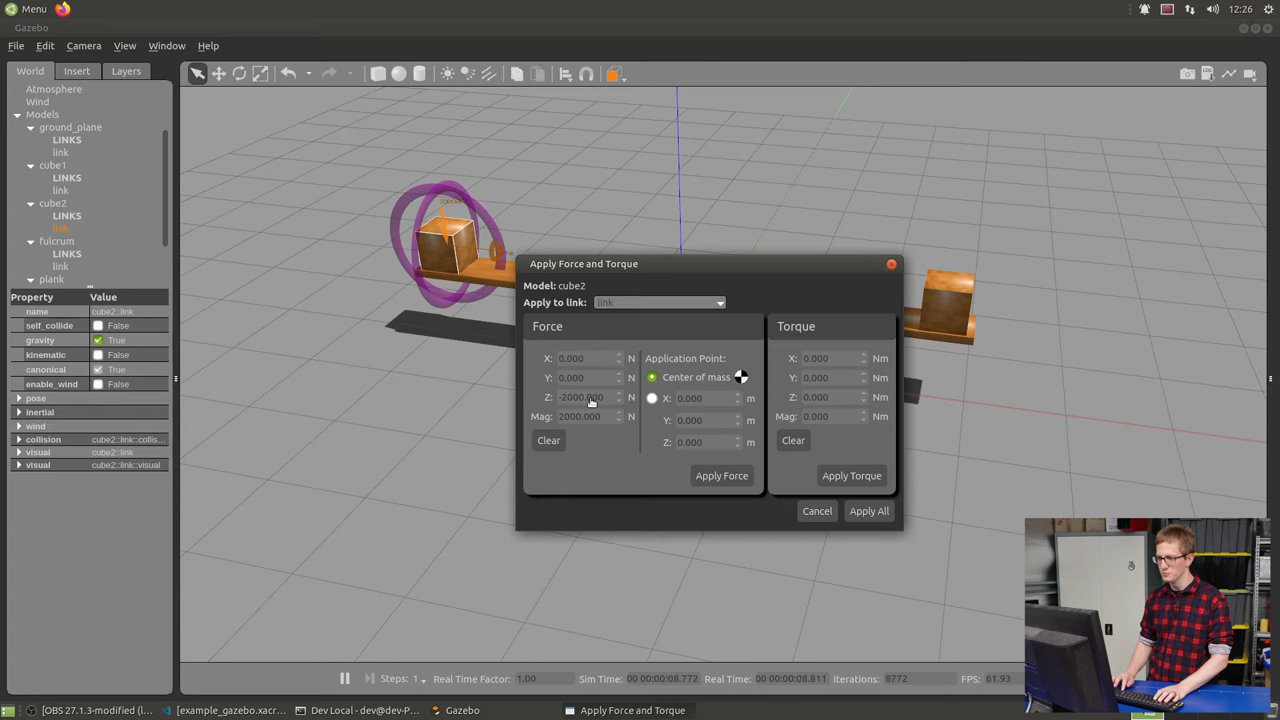 Menu
12:26
Gazebo
File Edit Camera View Window Help
World Insert Layers
Atmosphere
Wind
Models
ground_plane
LINKS
link
cube1
LINKS
link
cube2
LINKS
link
fulcrum
LINKS
link
plank
Property Value
name cube2::link
self_collide False
gravity True
kinematic False
canonical True
enable_wind False
pose
inertial
wind
collision cube2::link::collis...
visual cube2::link
visual cube2::link::visual
Apply Force and Torque
Model: cube2
Apply to link: link
Force
X: 0.000 N
Y: 0.000 N
Z: -2000.000 N
Mag: 2000.000 N
Clear
Application Point:
Center of mass
X: 0.000 m
Y: 0.000 m
Z: 0.000 m
Apply Force
Torque
X: 0.000 Nm
Y: 0.000 Nm
Z: 0.000 Nm
Mag: 0.000 Nm
Clear
Apply Torque
Cancel Apply All
Steps: 1 Real Time Factor: 1.00 Sim Time: 00 00:00:08.772 Real Time: 00 00:00:08.811 Iterations: 8772 FPS: 61.93
[OBS 27.1.3-modified (l... [example_gazebo.xacr... Dev Local - dev@dev-P... Gazebo Apply Force and Torque